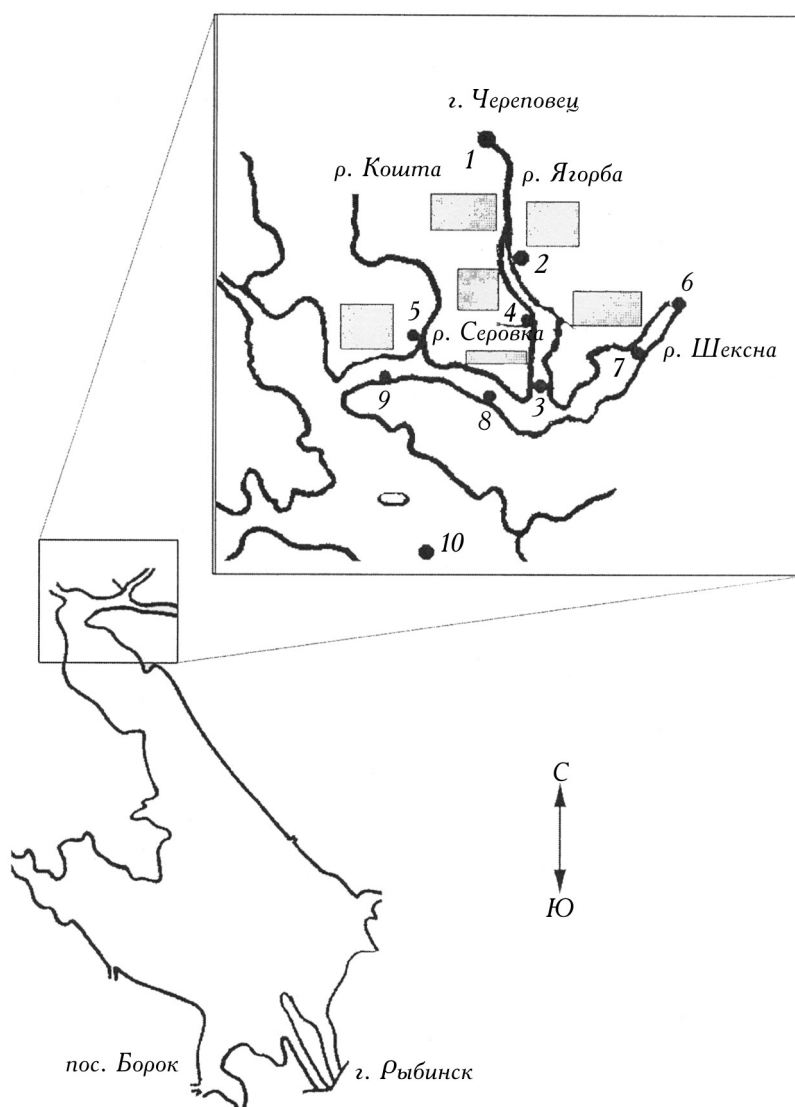 г. Череповец
1
р. Кошта
р. Ягорба
2
6
5
4
р. Серовка
7
р. Шексна
9
8
3
10
С
Ю
пос. Борок
г. Рыбинск